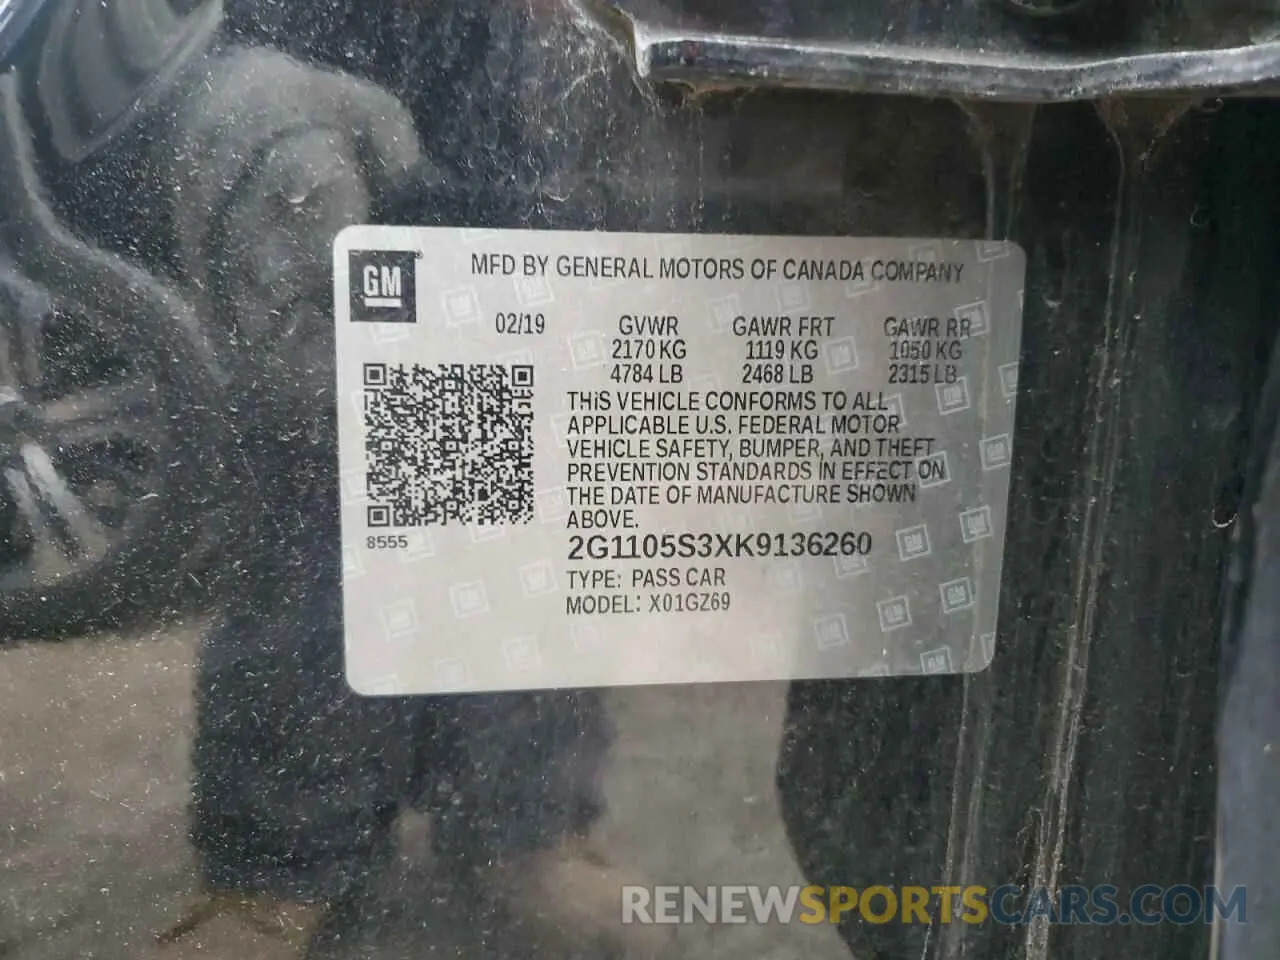 GM
MFD BY GENERAL MOTORS OF CANADA COMPANY
02/19 GVWR GAWR FRT GAWR RR
2170 KG 1119 KG 1050 KG
4784 LB 2468 LB 2315 LB
THIS VEHICLE CONFORMS TO ALL
APPLICABLE U.S. FEDERAL MOTOR
VEHICLE SAFETY, BUMPER, AND THEFT
PREVENTION STANDARDS IN EFFECT ON
THE DATE OF MANUFACTURE SHOWN
ABOVE.
8555
2G1105S3XK9136260
TYPE: PASS CAR
MODEL: X01GZ69
RENEWSPORTSCARS.COM